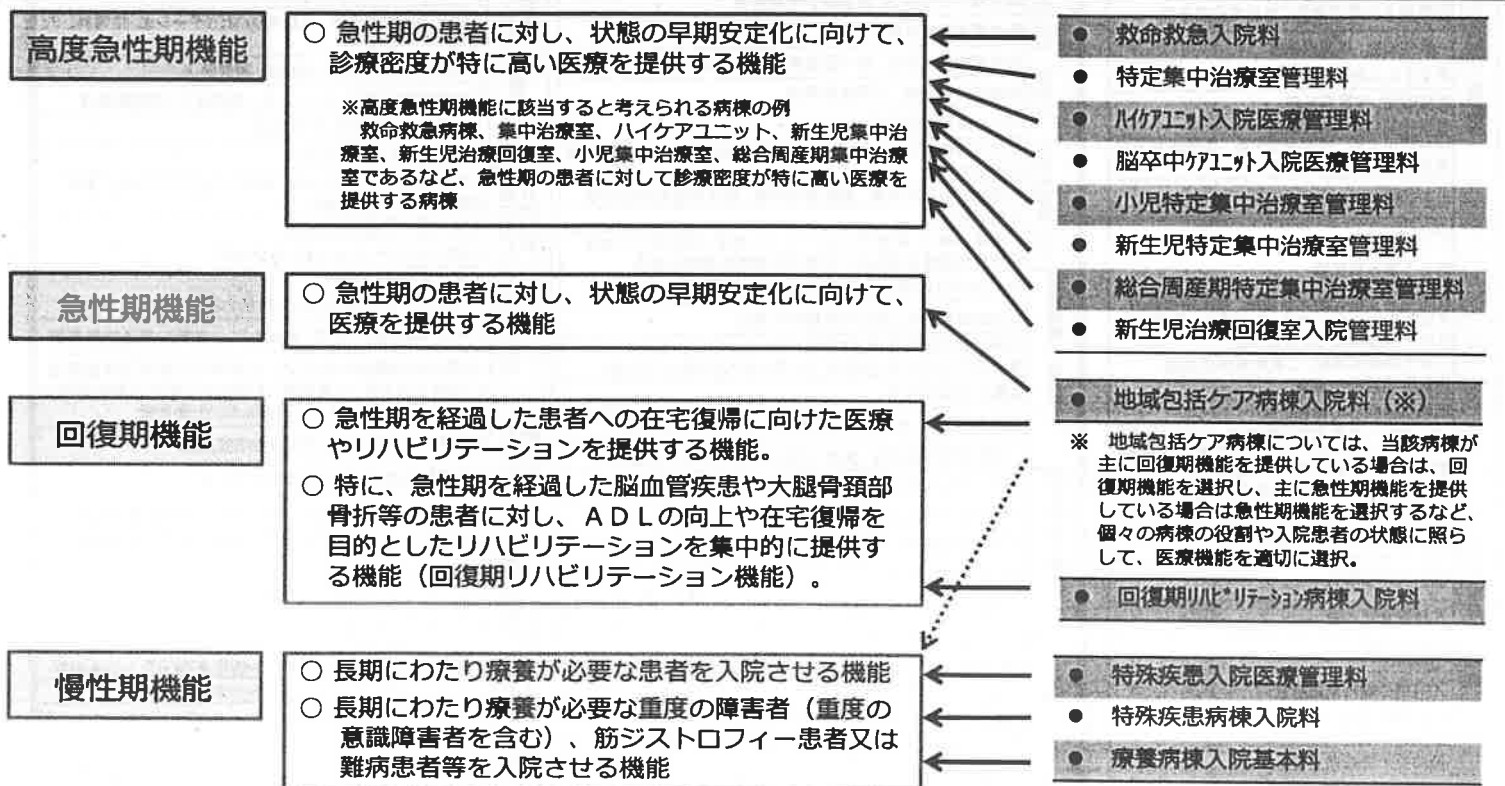 高度急性期機能
○ 急性期の患者に対し、状態の早期安定化に向けて、
診療密度が特に高い医療を提供する機能
※高度急性期機能に該当すると考えられる病棟の例
救命救急病棟、集中治療室、ハイケアユニット、新生児集中治
療室、新生児治療回復室、小児集中治療室、総合周産期集中治療
室であるなど、急性期の患者に対して診療密度が特に高い医療を
提供する病棟
● 救命救急入院料
● 特定集中治療室管理料
● ﾊｲｹｱﾕﾆｯﾄ入院医療管理料
● 脳卒中ｹｱﾕﾆｯﾄ入院医療管理料
● 小児特定集中治療室管理料
● 新生児特定集中治療室管理料
● 総合周産期特定集中治療室管理料
● 新生児治療回復室入院管理料
急性期機能
○ 急性期の患者に対し、状態の早期安定化に向けて、
医療を提供する機能
回復期機能
○ 急性期を経過した患者への在宅復帰に向けた医療
やリハビリテーションを提供する機能。
○ 特に、急性期を経過した脳血管疾患や大腿骨頚部
骨折等の患者に対し、ＡＤＬの向上や在宅復帰を
目的としたリハビリテーションを集中的に提供す
る機能（回復期リハビリテーション機能）。
● 地域包括ケア病棟入院料（※）
※ 地域包括ケア病棟については、当該病棟が
主に回復期機能を提供している場合は、回
復期機能を選択し、主に急性期機能を提供
している場合は急性期機能を選択するなど、
個々の病棟の役割や入院患者の状態に照ら
して、医療機能を適切に選択。
● 回復期ﾘﾊﾋﾞﾘﾃｰｼｮﾝ病棟入院料
慢性期機能
○ 長期にわたり療養が必要な患者を入院させる機能
○ 長期にわたり療養が必要な重度の障害者（重度の
意識障害者を含む）、筋ジストロフィー患者又は
難病患者等を入院させる機能
● 特殊疾患入院医療管理料
● 特殊疾患病棟入院料
● 療養病棟入院基本料